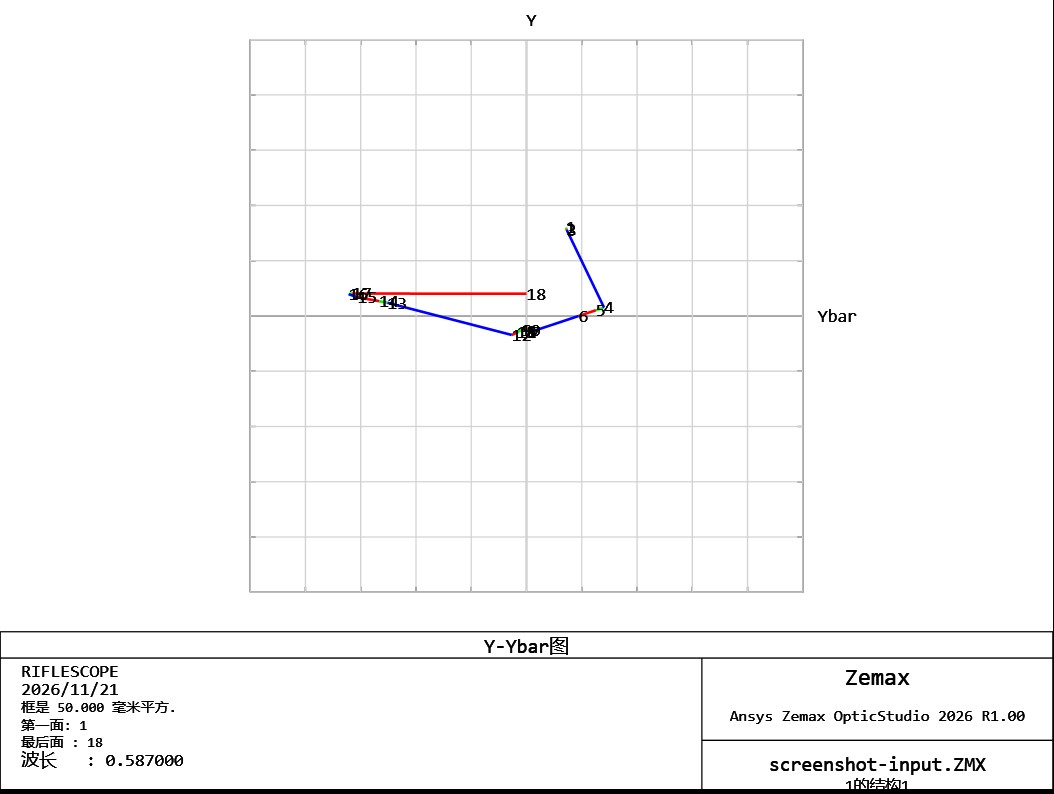 Y
Ybar
18
13
12
6
5
4
Y-Ybar图
RIFLESCOPE
2026/11/21
框是 50.000 毫米平方.
第一面: 1
最后面 : 18
波长 : 0.587000
Zemax
Ansys Zemax OpticStudio 2026 R1.00
screenshot-input.ZMX
1的结构1